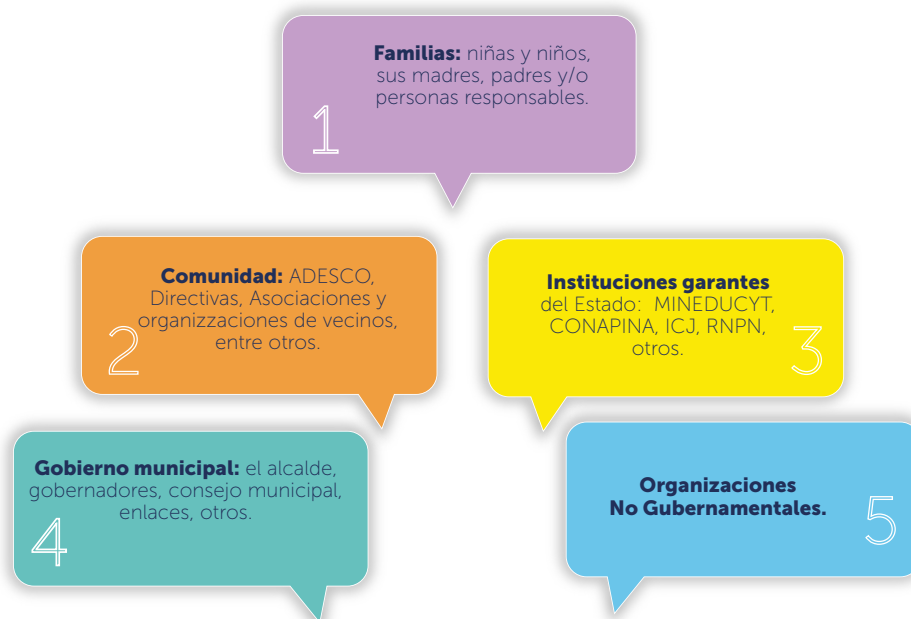 Familias: niñas y niños,
sus madres, padres y/o
personas responsables.
1
Comunidad: ADESCO,
Directivas, Asociaciones y
organizzaciones de vecinos,
entre otros.
2
Instituciones garantes
del Estado: MINEDUCYT,
CONAPINA, ICJ, RNPN,
otros.
3
Gobierno municipal: el alcalde,
gobernadores, consejo municipal,
enlaces, otros.
4
Organizaciones
No Gubernamentales.
5